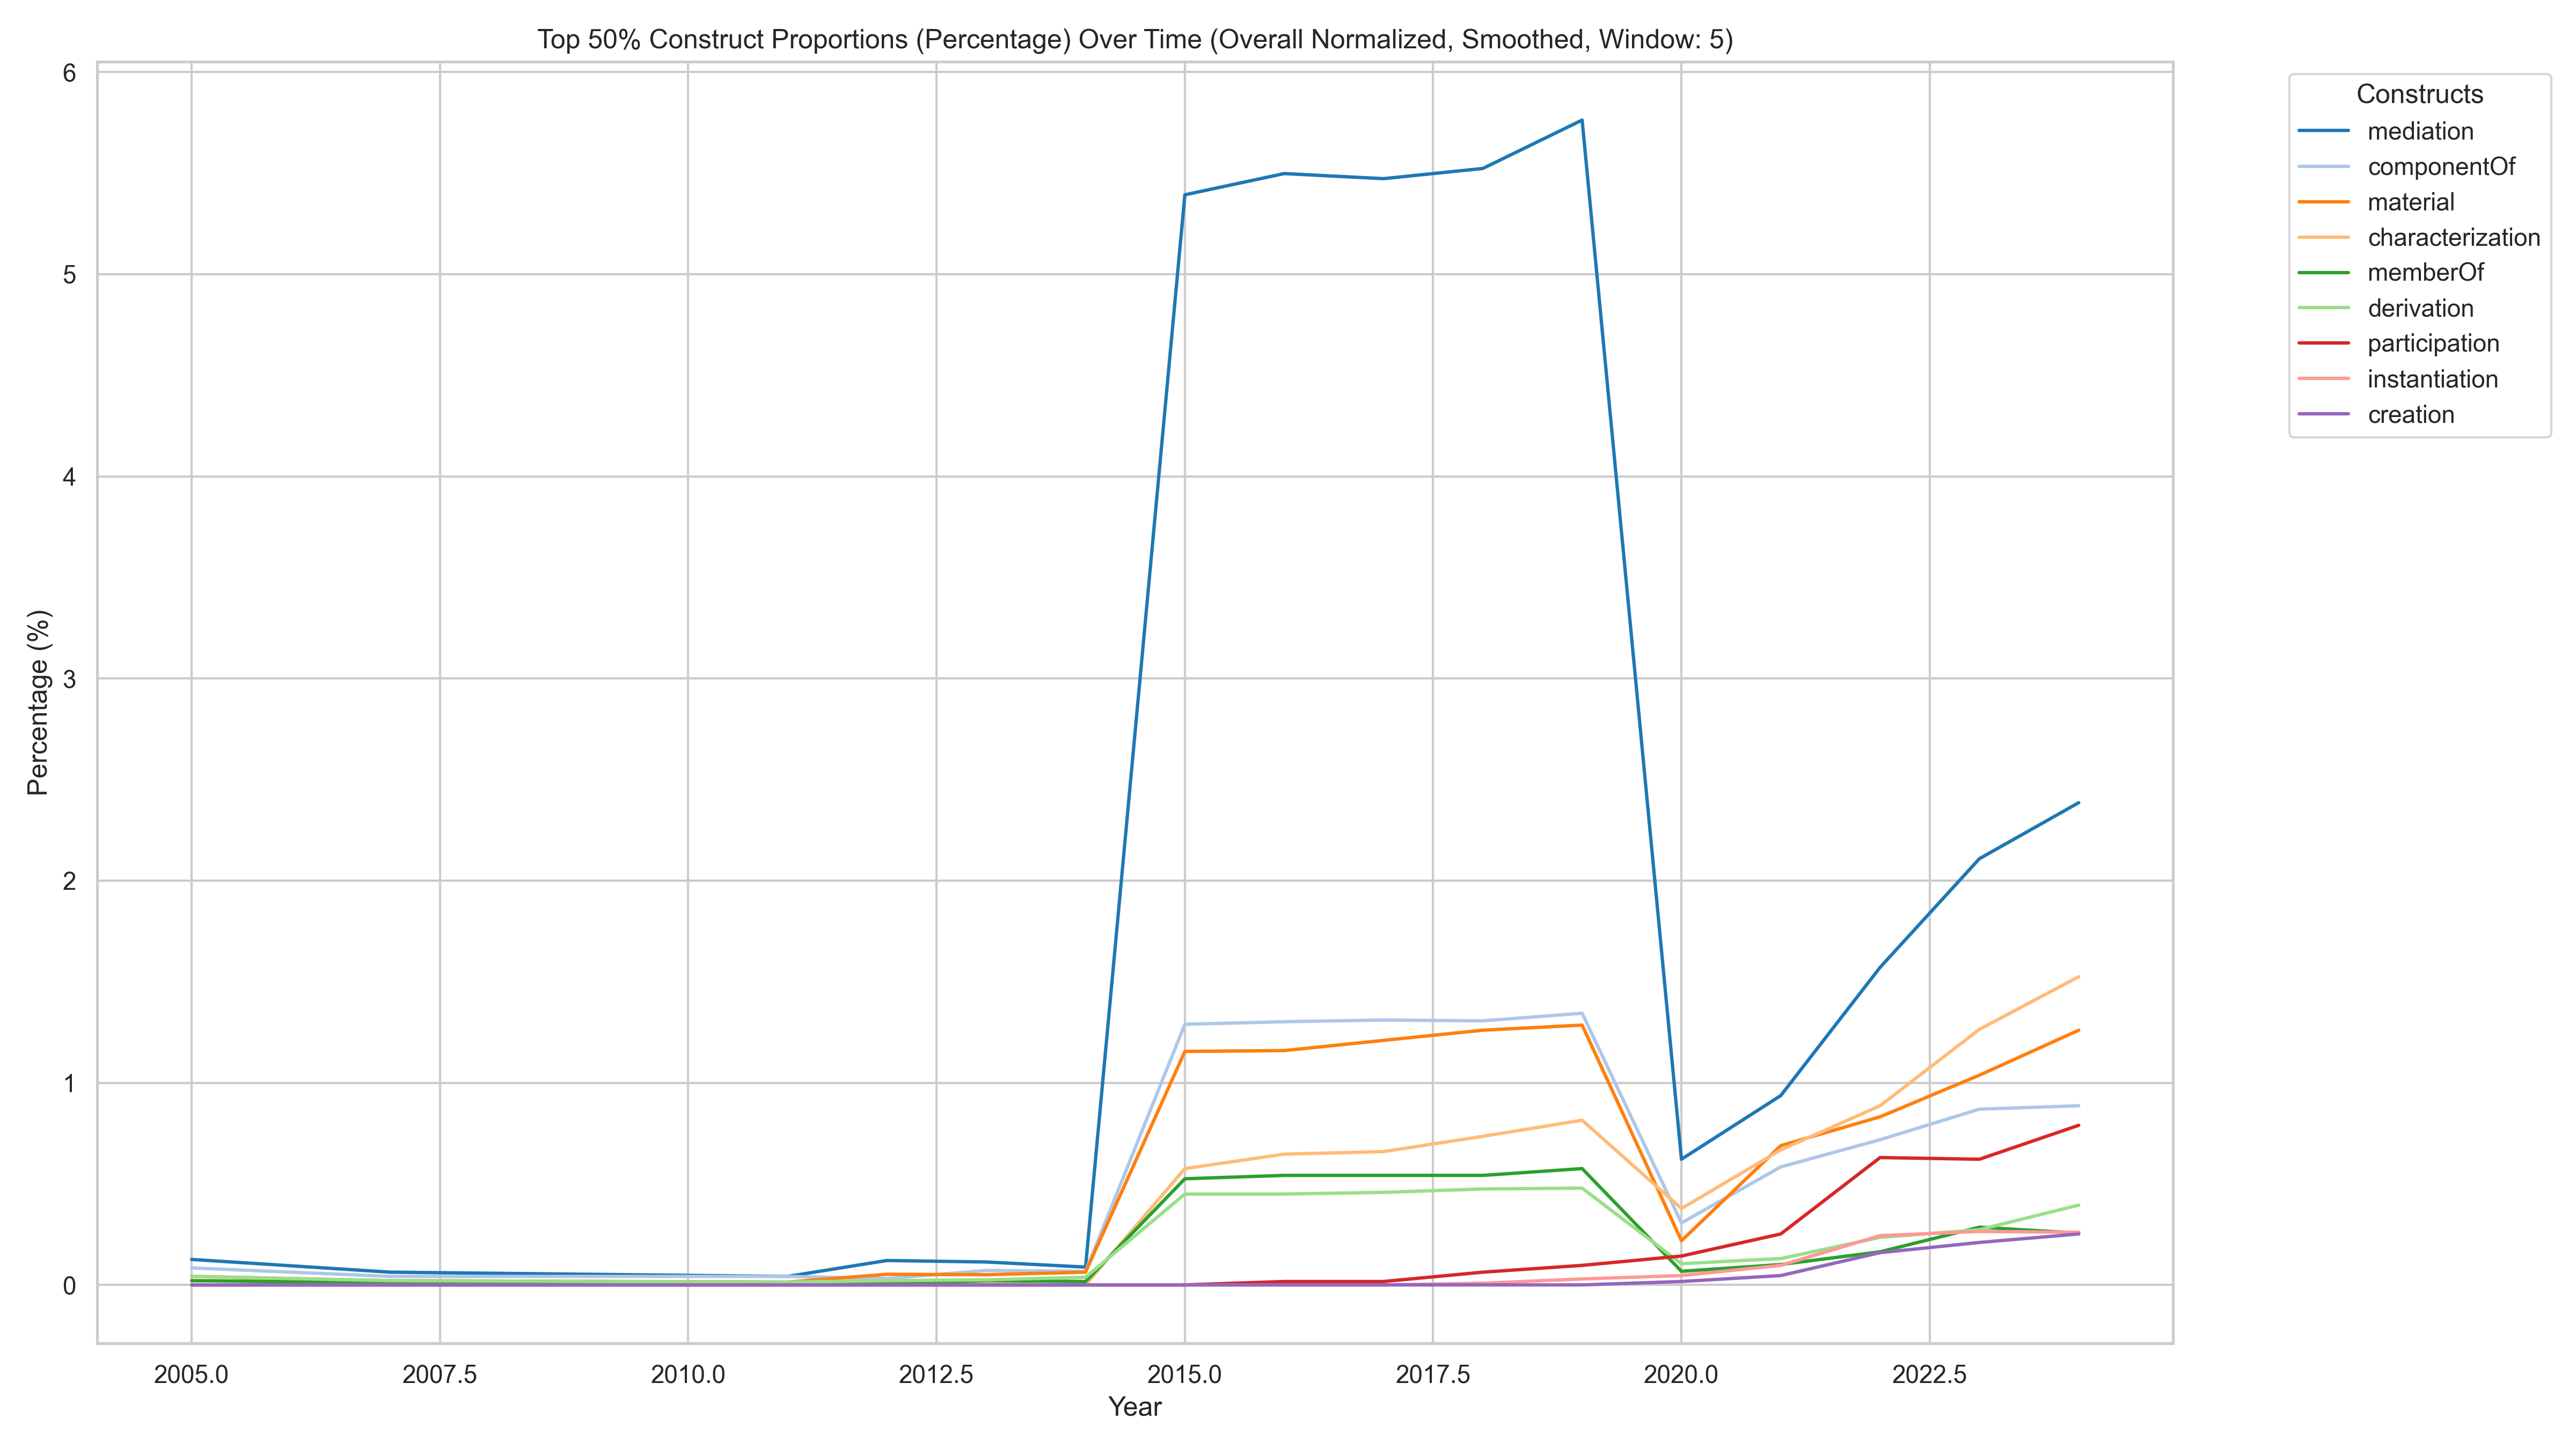 Top 50% Construct Proportions (Percentage) Over Time (Overall Normalized, Smoothed, Window: 5)
Constructs
mediation
componentOf
material
characterization
memberOf
derivation
participation
instantiation
creation
Percentage (%)
6
5
4
3
2
1
0
2005.0 2007.5 2010.0 2012.5 2015.0 2017.5 2020.0 2022.5
Year